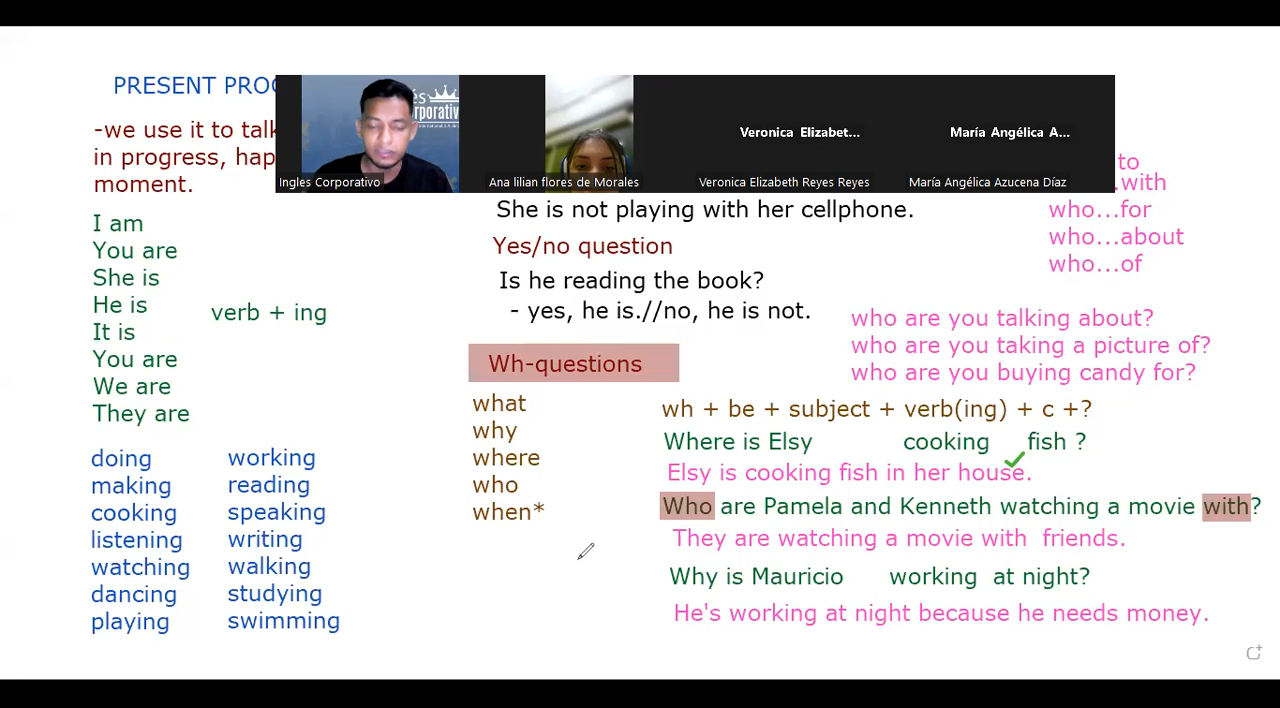 PRESENT PROG
-we use it to talk
in progress, hap
moment.
I am
You are
She is
He is
It is
You are
We are
They are
verb + ing
doing
making
cooking
listening
watching
dancing
playing
working
reading
speaking
writing
walking
studying
swimming
Ingles Corporativo
Ana lilian flores de Morales
Veronica Elizabet...
Veronica Elizabeth Reyes Reyes
María Angélica A...
María Angélica Azucena Díaz
She is not playing with her cellphone.
Yes/no question
Is he reading the book?
- yes, he is.//no, he is not.
Wh-questions
what
why
where
who
when*
to
..with
who...for
who...about
who...of
who are you talking about?
who are you taking a picture of?
who are you buying candy for?
wh + be + subject + verb(ing) + c +?
Where is Elsy cooking fish ?
Elsy is cooking fish in her house.
Who are Pamela and Kenneth watching a movie with?
They are watching a movie with friends.
Why is Mauricio working at night?
He's working at night because he needs money.